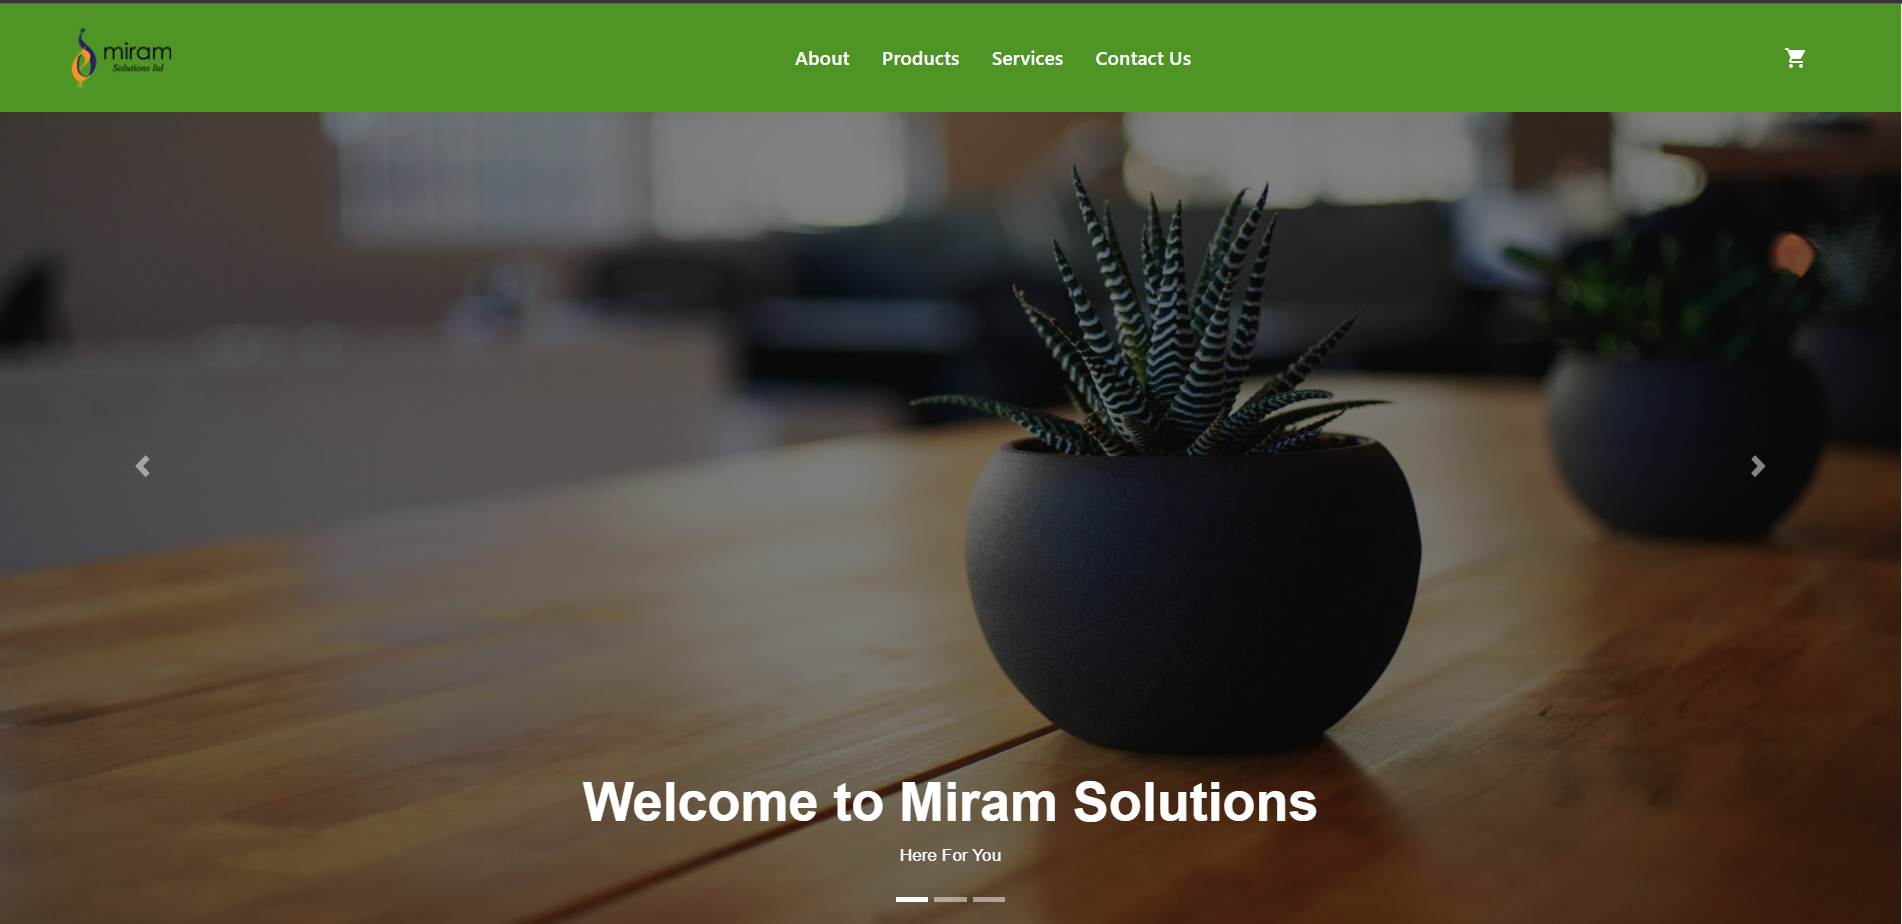 miram
Solutions ltd
About Products Services Contact Us
Welcome to Miram Solutions
Here For You